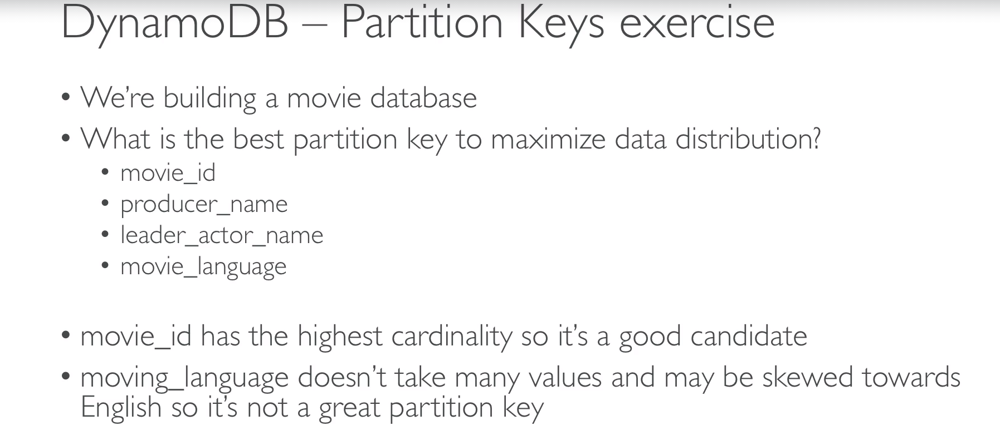 DynamoDB – Partition Keys exercise
• We're building a movie database
• What is the best partition key to maximize data distribution?
• movie_id
• producer_name
• leader_actor_name
• movie_language
• movie_id has the highest cardinality so it's a good candidate
• moving_language doesn't take many values and may be skewed towards
English so it's not a great partition key